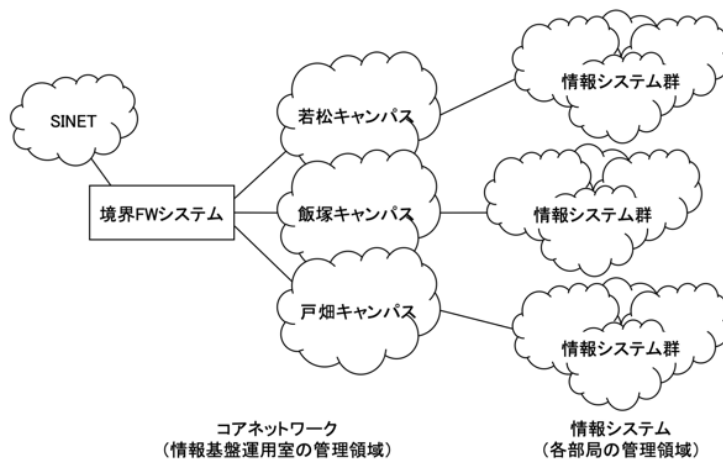 SINET
境界FWシステム
若松キャンパス
飯塚キャンパス
戸畑キャンパス
情報システム群
情報システム群
情報システム群
コアネットワーク
（情報基盤運用室の管理領域）
情報システム
（各部局の管理領域）